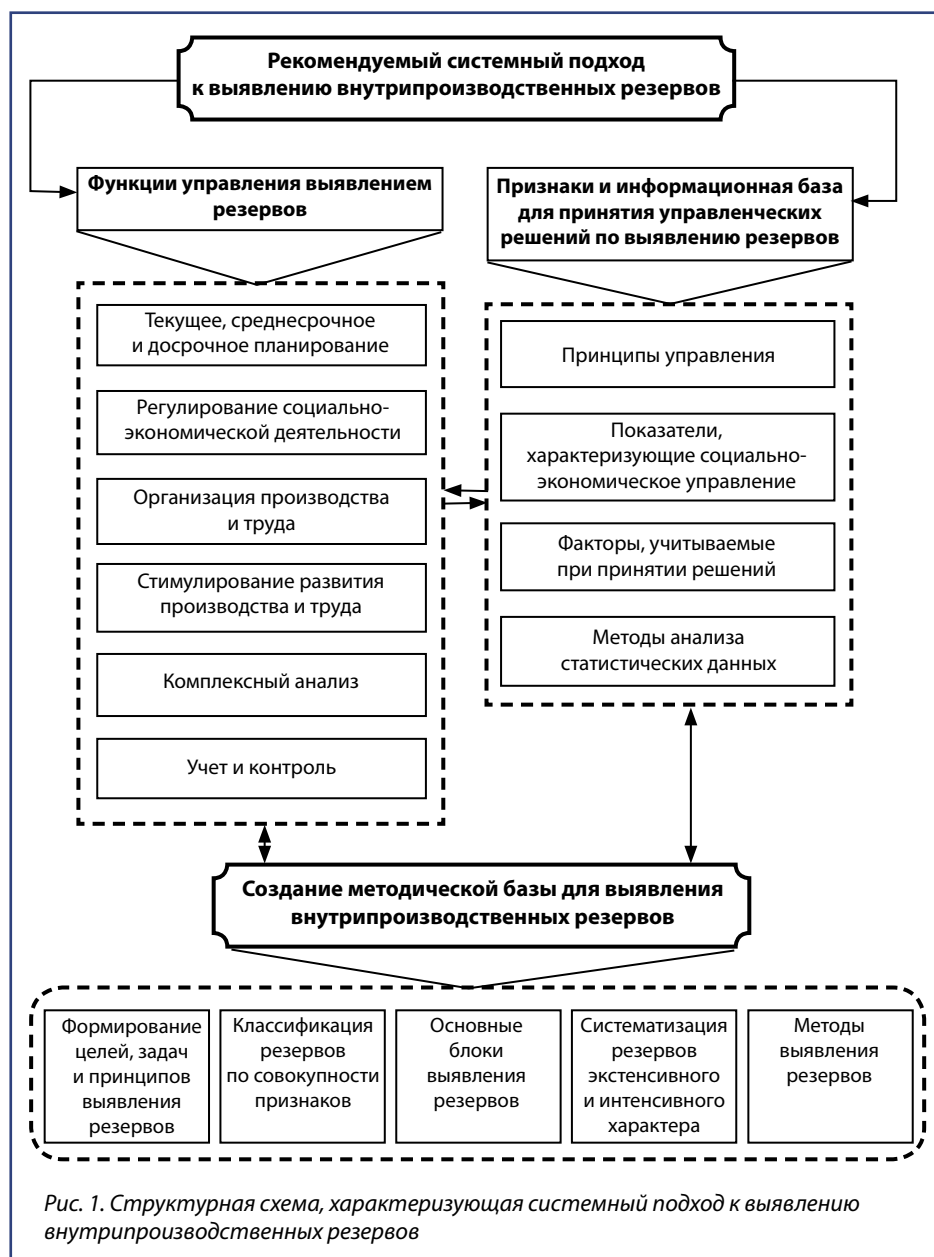 Рекомендуемый системный подход
к выявлению внутрипроизводственных резервов
Функции управления выявлением
резервов
Признаки и информационная база
для принятия управленческих
решений по выявлению резервов
Текущее, среднесрочное
и досрочное планирование
Регулирование социально-
экономической деятельности
Организация производства
и труда
Стимулирование развития
производства и труда
Комплексный анализ
Учет и контроль
Принципы управления
Показатели,
характеризующие социально-
экономическое управление
Факторы, учитываемые
при принятии решений
Методы анализа
статистических данных
Создание методической базы для выявления
внутрипроизводственных резервов
Формирование
целей, задач
и принципов
выявления
резервов
Классификация
резервов
по совокупности
признаков
Основные
блоки
выявления
резервов
Систематизация
резервов
экстенсивного
и интенсивного
характера
Методы
выявления
резервов
Рис. 1. Структурная схема, характеризующая системный подход к выявлению
внутрипроизводственных резервов